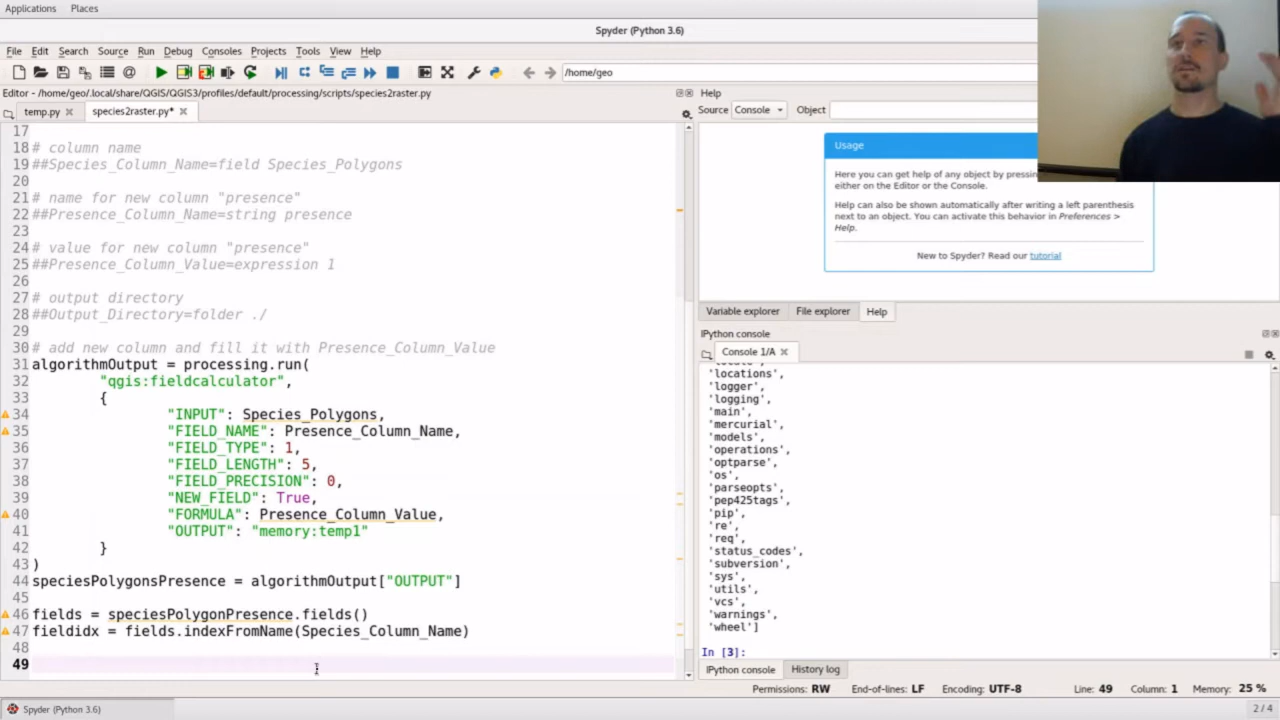 Applications Places
Spyder (Python 3.6)
File Edit Search Source Run Debug Consoles Projects Tools View Help
/home/geo
Editor - /home/geo/.local/share/QGIS/QGIS3/profiles/default/processing/scripts/species2raster.py
Help
temp.py species2raster.py*
Source Console Object
17
18 # column name
19 ##Species_Column_Name=field Species_Polygons
20
21 # name for new column "presence"
22 ##Presence_Column_Name=string presence
23
24 # value for new column "presence"
25 ##Presence_Column_Value=expression 1
26
27 # output directory
28 ##Output_Directory=folder ./
29
30 # add new column and fill it with Presence_Column_Value
31 algorithmOutput = processing.run(
32 "qgis:fieldcalculator",
33 {
34 "INPUT": Species_Polygons,
35 "FIELD_NAME": Presence_Column_Name,
36 "FIELD_TYPE": 1,
37 "FIELD_LENGTH": 5,
38 "FIELD_PRECISION": 0,
39 "NEW_FIELD": True,
40 "FORMULA": Presence_Column_Value,
41 "OUTPUT": "memory:temp1"
42 }
43 )
44 speciesPolygonsPresence = algorithmOutput["OUTPUT"]
45
46 fields = speciesPolygonPresence.fields()
47 fieldidx = fields.indexFromName(Species_Column_Name)
48
49
Usage
Here you can get help of any object by pressing
either on the Editor or the Console.
Help can also be shown automatically after writing a left parenthesis
next to an object. You can activate this behavior in Preferences >
Help.
New to Spyder? Read our tutorial
Variable explorer File explorer Help
IPython console
Console 1/A
'locations',
'logger',
'logging',
'main',
'mercurial',
'models',
'operations',
'optparse',
'os',
'parseopts',
'pep425tags',
'pip',
're',
'req',
'status_codes',
'subversion',
'sys',
'utils',
'vcs',
'warnings',
'wheel']
In [3]:
IPython console History log
Permissions: RW End-of-lines: LF Encoding: UTF-8 Line: 49 Column: 1 Memory: 25 %
Spyder (Python 3.6)
2 / 4